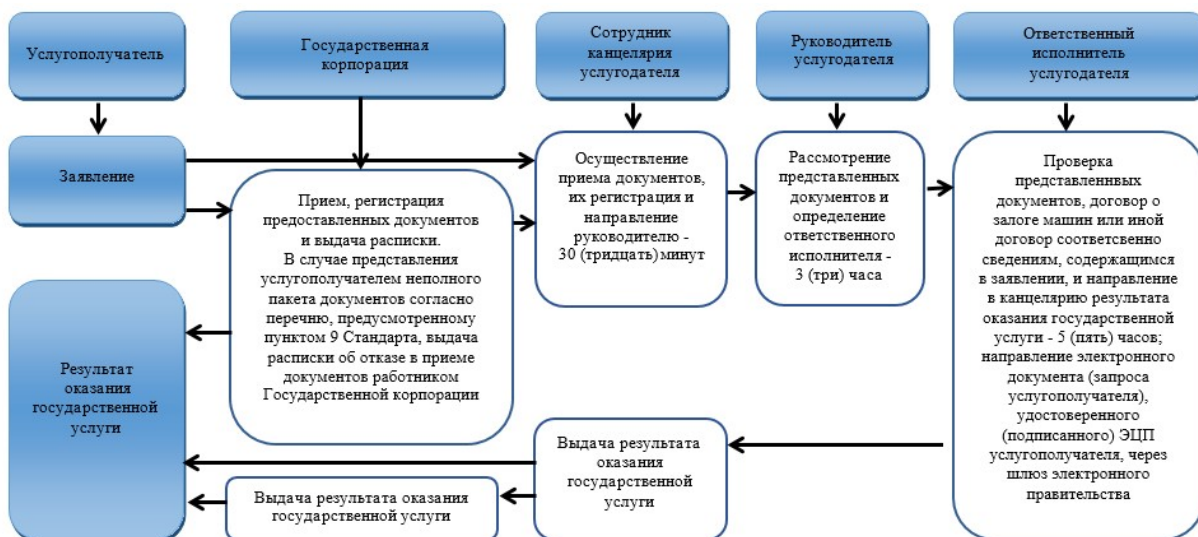 Услугополучатель
Государственная
корпорация
Сотрудник
канцелярия
услугодателя
Руководитель
услугодателя
Ответственный
исполнитель
услугодателя
Заявление
Прием, регистрация
предоставленных документов
и выдача расписки.
В случае представления
услугополучателем неполного
пакета документов согласно
перечню, предусмотренному
пунктом 9 Стандарта, выдача
расписки об отказе в приеме
документов работником
Государственной корпорации
Осуществление
приема документов,
их регистрация и
направление
руководителю -
30 (тридцать) минут
Рассмотрение
представленных
документов и
определение
ответственного
исполнителя -
3 (три) часа
Проверка
представленнвых
документов, договор о
залоге машин или иной
договор соответсвенно
сведениям, содержащимся
в заявлении, и направление
в канцелярию результата
оказания государственной
услуги - 5 (пять) часов;
направление электронного
документа (запроса
услугополучателя),
удостоверенного
(подписанного) ЭЦП
услугополучателя, через
шлюз электронного
правительства
Результат
оказания
государственной
услуги
Выдача результата
оказания
государственной
услуги
Выдача результата оказания
государственной услуги